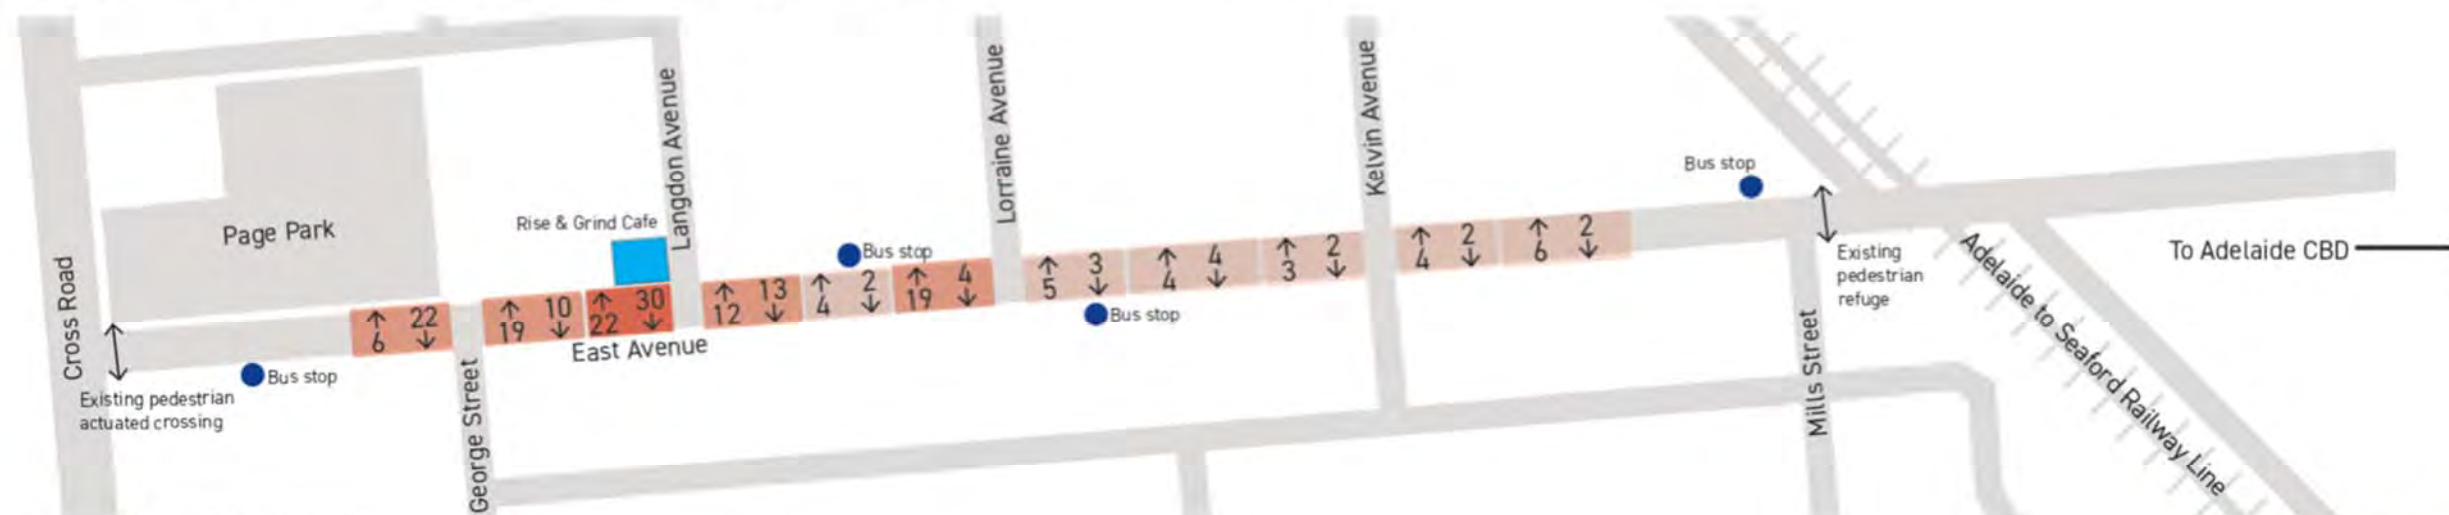 Cross Road
Page Park
Existing pedestrian
actuated crossing
Bus stop
↑ 22
6 ↓
George Street
↑ 10
19 ↓
Rise & Grind Cafe
↑ 30
22 ↓
East Avenue
Langdon Avenue
↑ 13
12 ↓
Bus stop
↑ 2
4 ↓
↑ 4
19 ↓
Lorraine Avenue
↑ 3
5 ↓
Bus stop
↑ 4
4 ↓
↑ 2
3 ↓
Kelvin Avenue
↑ 2
4 ↓
↑ 2
6 ↓
Bus stop
Existing
pedestrian
refuge
Mills Street
Adelaide to Seaford Railway Line
To Adelaide CBD